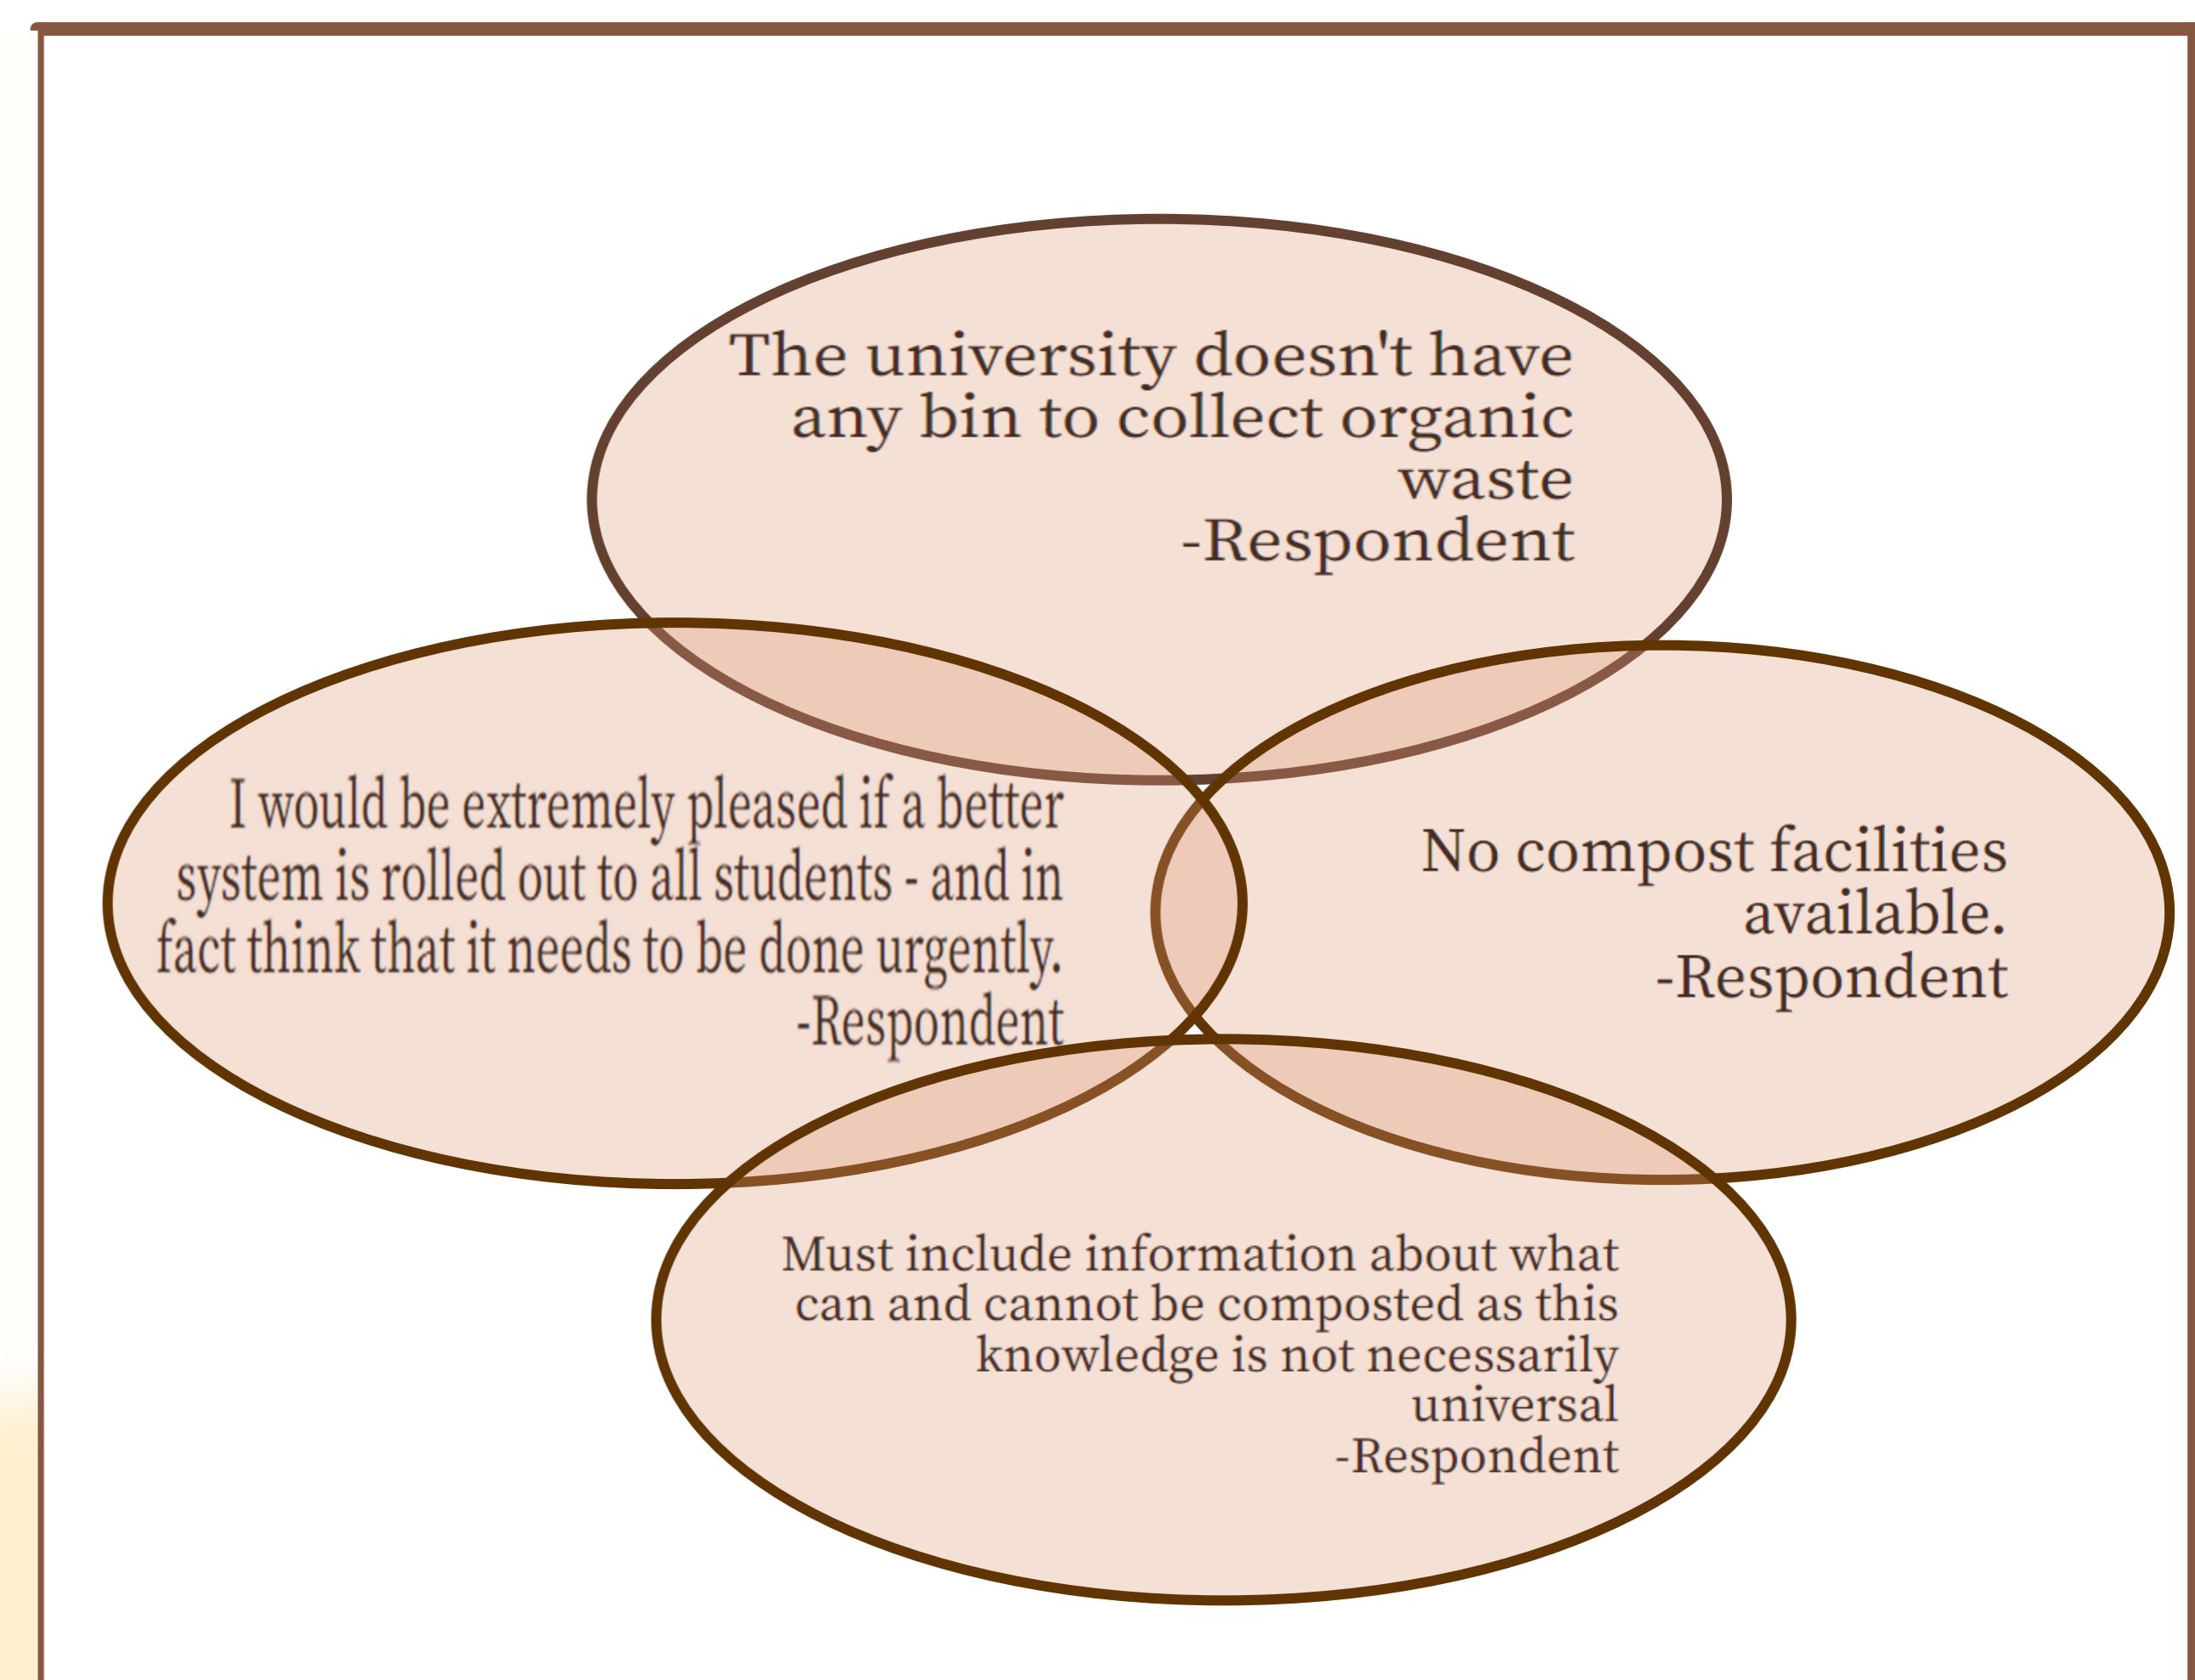 The university doesn't have
any bin to collect organic
waste
-Respondent
I would be extremely pleased if a better
system is rolled out to all students - and in
fact think that it needs to be done urgently.
-Respondent
No compost facilities
available.
-Respondent
Must include information about what
can and cannot be composted as this
knowledge is not necessarily
universal
-Respondent